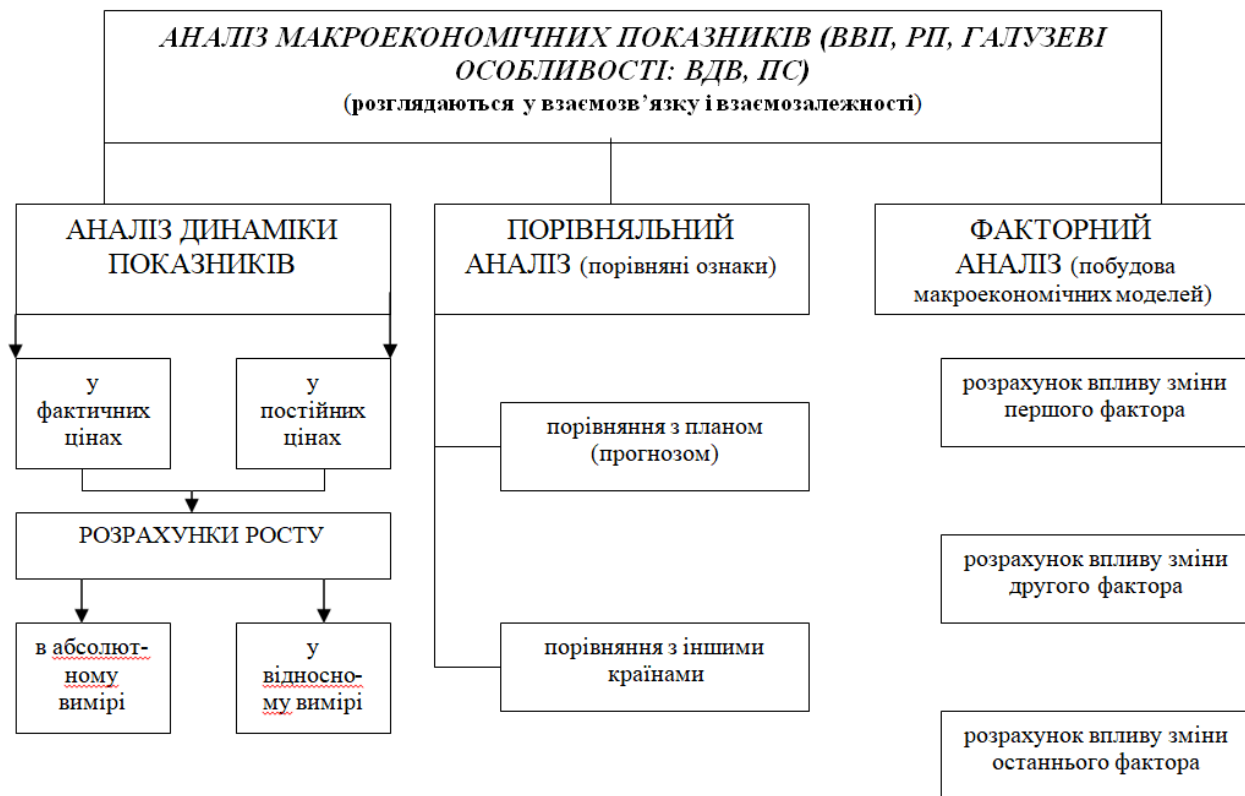 АНАЛІЗ МАКРОЕКОНОМІЧНИХ ПОКАЗНИКІВ (ВВП, РП, ГАЛУЗЕВІ
ОСОБЛИВОСТІ: ВДВ, ПС)
(розглядаються у взаємозв’язку і взаємозалежності)
АНАЛІЗ ДИНАМІКИ
ПОКАЗНИКІВ
у
фактичних
цінах
у
постійних
цінах
РОЗРАХУНКИ РОСТУ
в абсолют-
ному
вимірі
у
відносно-
му вимірі
ПОРІВНЯЛЬНИЙ
АНАЛІЗ (порівняні ознаки)
порівняння з планом
(прогнозом)
порівняння з іншими
країнами
ФАКТОРНИЙ
АНАЛІЗ (побудова
макроекономічних моделей)
розрахунок впливу зміни
першого фактора
розрахунок впливу зміни
другого фактора
розрахунок впливу зміни
останнього фактора